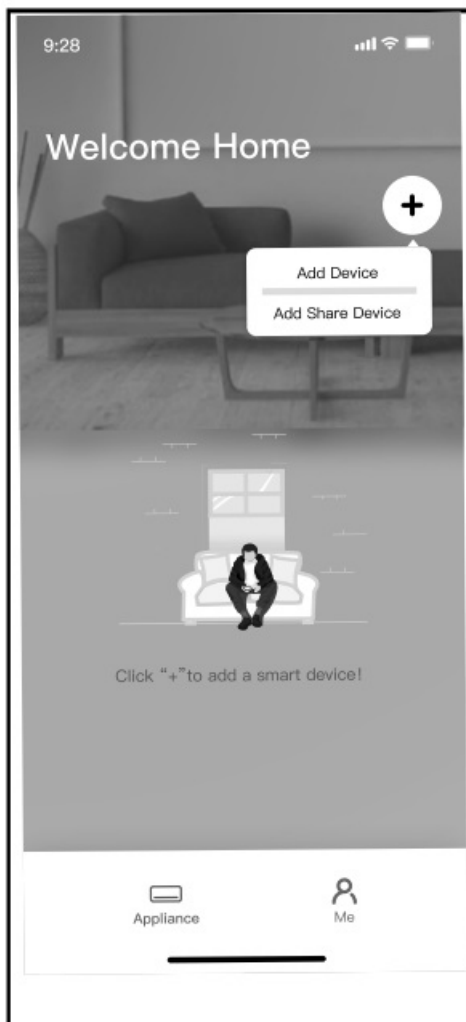 9:28
Welcome Home
+
Add Device
Add Share Device
Click “+”to add a smart device!
Appliance
Me